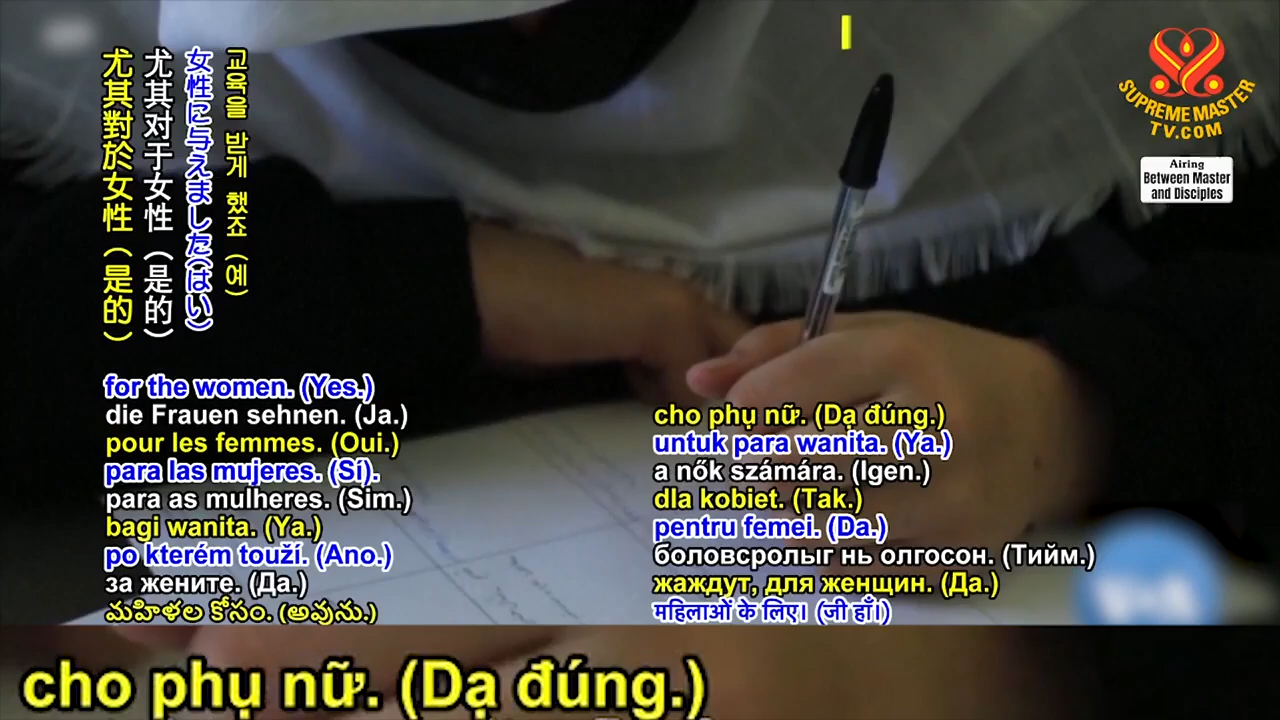 尤其對於女性（是的）
尤其对于女性（是的）
女性に与えました(はい)
교육을 받게 했죠 (예)
SUPREME MASTER
TV.COM
Airing
Between Master
and Disciples
for the women. (Yes.)
die Frauen sehnen. (Ja.)
pour les femmes. (Oui.)
para las mujeres. (Sí).
para as mulheres. (Sim.)
bagi wanita. (Ya.)
po kterém touží. (Ano.)
за жените. (Да.)
మహిళల కోసం. (అవును.)
cho phụ nữ. (Dạ đúng.)
untuk para wanita. (Ya.)
a nők számára. (Igen.)
dla kobiet. (Tak.)
pentru femei. (Da.)
боловсролыг нь олгосон. (Тийм.)
жаждут, для женщин. (Да.)
महिलाओं के लिए। (जी हाँ।)
cho phụ nữ. (Dạ đúng.)